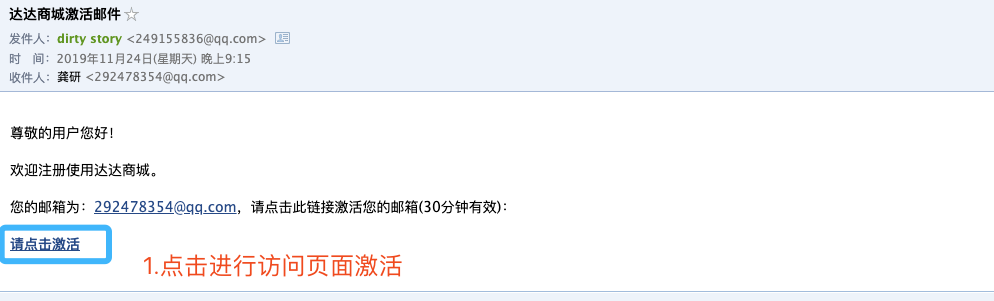 达达商城激活邮件☆
发件人：dirty story <249155836@qq.com>
时　间：2019年11月24日(星期天) 晚上9:15
收件人：龚研 <292478354@qq.com>
尊敬的用户您好！
欢迎注册使用达达商城。
您的邮箱为：292478354@qq.com，请点击此链接激活您的邮箱(30分钟有效)：
请点击激活
1.点击进行访问页面激活